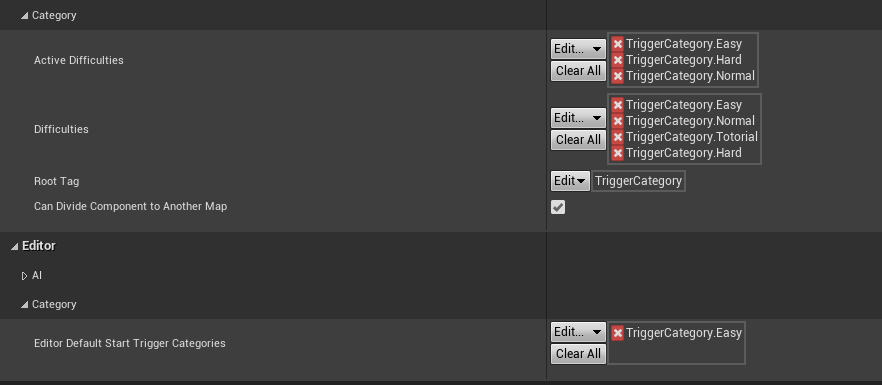 Category
Active Difficulties
Edit...
Clear All
TriggerCategory.Easy
TriggerCategory.Hard
TriggerCategory.Normal
Difficulties
Edit...
Clear All
TriggerCategory.Easy
TriggerCategory.Normal
TriggerCategory.Totorial
TriggerCategory.Hard
Root Tag
Edit
TriggerCategory
Can Divide Component to Another Map
Editor
AI
Category
Editor Default Start Trigger Categories
Edit...
Clear All
TriggerCategory.Easy